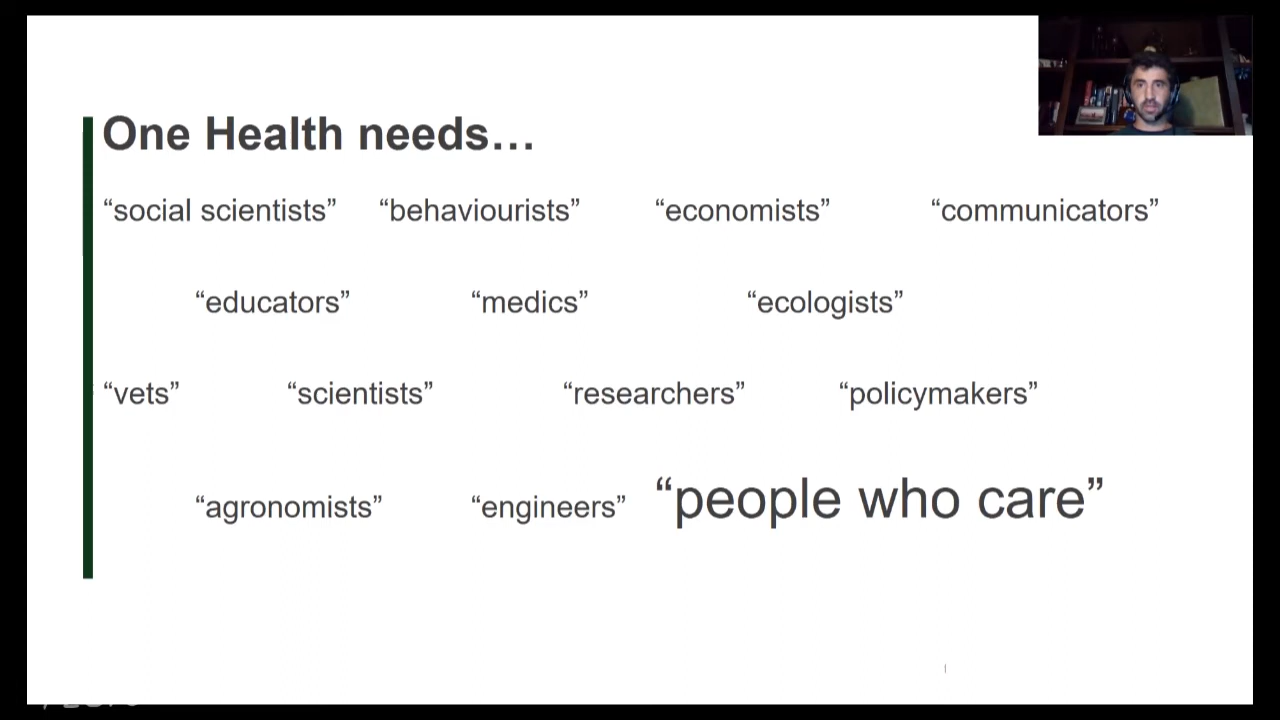 One Health needs…
“social scientists” “behaviourists” “economists” “communicators”
“educators” “medics” “ecologists”
“vets” “scientists” “researchers” “policymakers”
“agronomists” “engineers” “people who care”